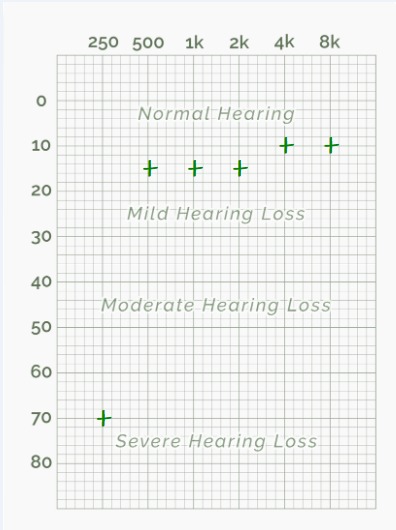 250 500 1k 2k 4k 8k
0
Normal Hearing
10
20
Mild Hearing Loss
30
40
Moderate Hearing Loss
50
60
70
Severe Hearing Loss
80